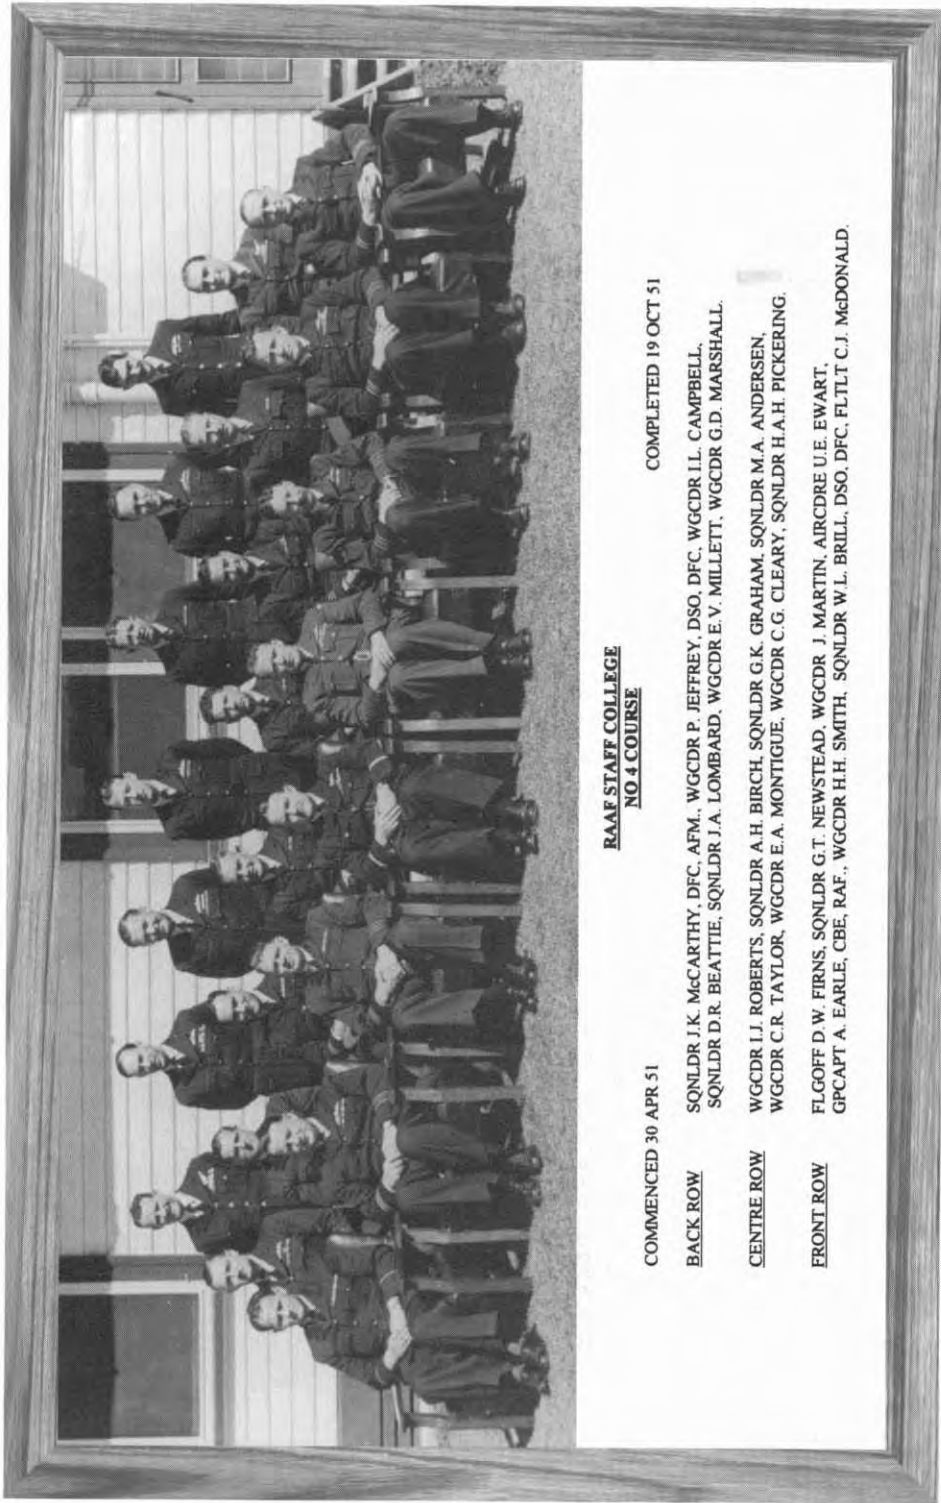 RAAF STAFF COLLEGE
NO 4 COURSE
COMMENCED 30 APR 51 COMPLETED 19 OCT 51
BACK ROW SQNLDR J.K. McCARTHY, DFC, AFM., WGCDR P. JEFFREY, DSO, DFC, WGCDR I.L. CAMPBELL,
SQNLDR D.R. BEATTIE, SQNLDR J.A. LOMBARD, WGCDR E.V. MILLETT, WGCDR G.D. MARSHALL.
CENTRE ROW WGCDR I.J. ROBERTS, SQNLDR A.H. BIRCH, SQNLDR G.K. GRAHAM, SQNLDR M.A. ANDERSEN,
WGCDR C.R. TAYLOR, WGCDR E.A. MONTIGUE, WGCDR C.G. CLEARY, SQNLDR H.A.H. PICKERING.
FRONT ROW FLGOFF D.W. FIRNS, SQNLDR G.T. NEWSTEAD, WGCDR J. MARTIN, AIRCDRE U.E. EWART,
GPCAPT A. EARLE, CBE, RAF., WGCDR H.H. SMITH, SQNLDR W.L. BRILL, DSO, DFC, FLTLT C.J. McDONALD.